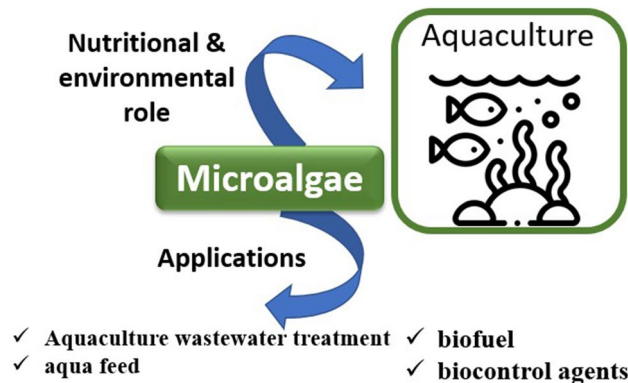 Nutritional &
environmental
role
Aquaculture
Microalgae
Applications
✓ Aquaculture wastewater treatment
✓ aqua feed
✓ biofuel
✓ biocontrol agents